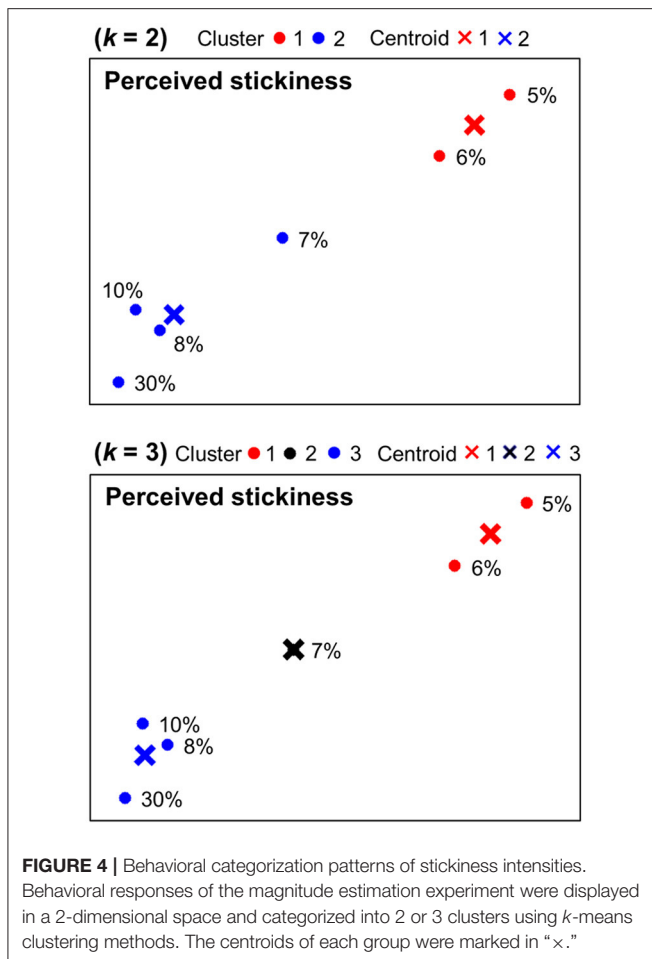 (k = 2) Cluster 1 2 Centroid × 1 × 2
Perceived stickiness
5%
6%
7%
10%
8%
30%
(k = 3) Cluster 1 2 3 Centroid × 1 × 2 × 3
Perceived stickiness
5%
6%
7%
10%
8%
30%
FIGURE 4 | Behavioral categorization patterns of stickiness intensities.
Behavioral responses of the magnitude estimation experiment were displayed
in a 2-dimensional space and categorized into 2 or 3 clusters using k-means
clustering methods. The centroids of each group were marked in “×.”